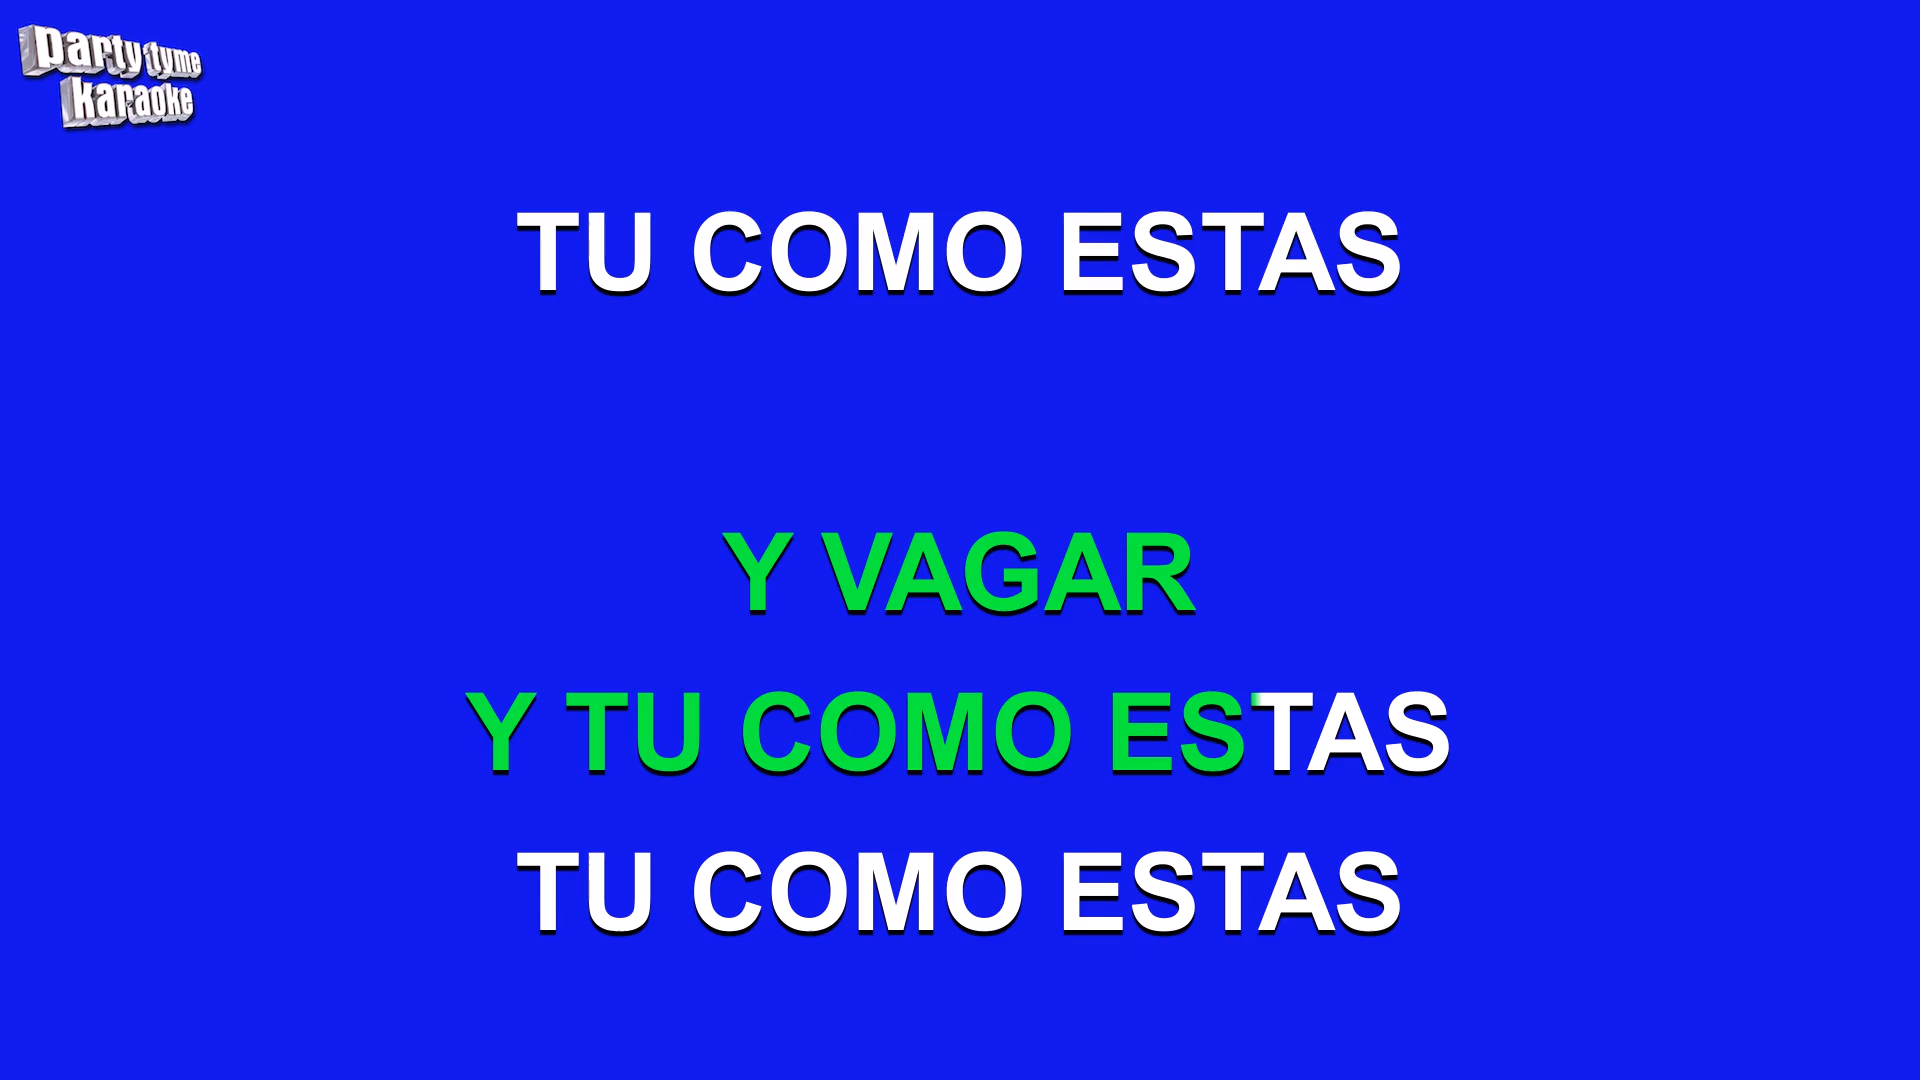 party tyme
karaoke
TU COMO ESTAS
Y VAGAR
Y TU COMO ESTAS
TU COMO ESTAS